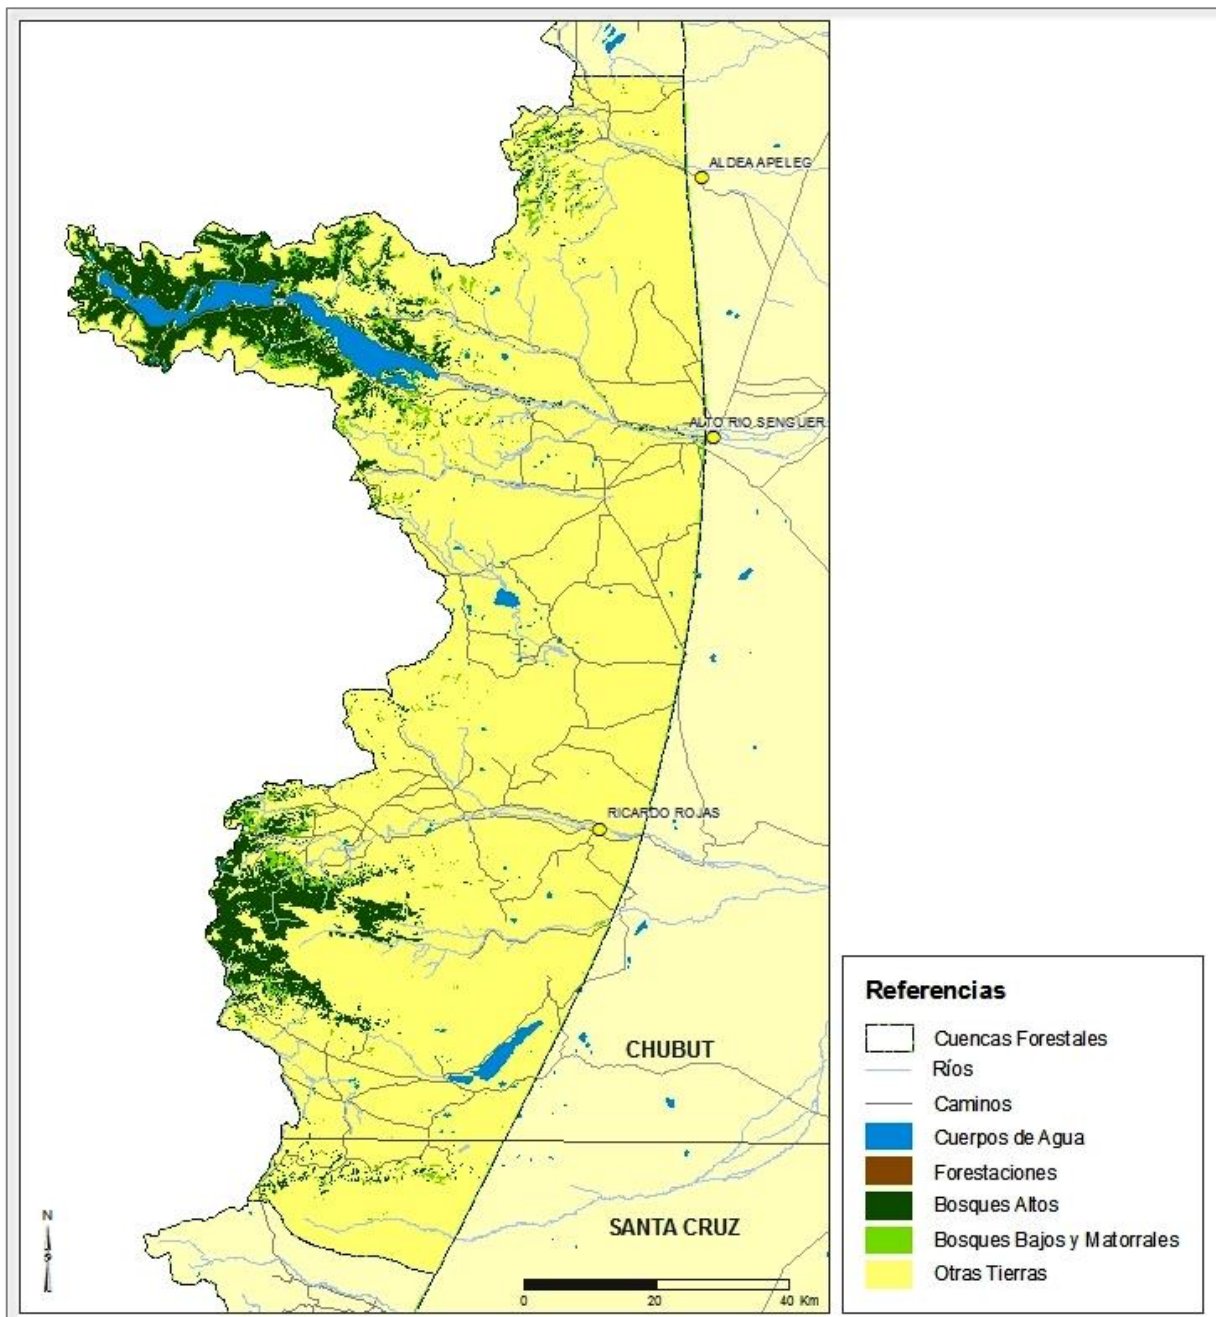 ALDEA APELEG
ALTO RIO SENGUER
RICARDO ROJAS
CHUBUT
SANTA CRUZ
N
0 20 40 Km
Referencias
Cuencas Forestales
Ríos
Caminos
Cuerpos de Agua
Forestaciones
Bosques Altos
Bosques Bajos y Matorrales
Otras Tierras